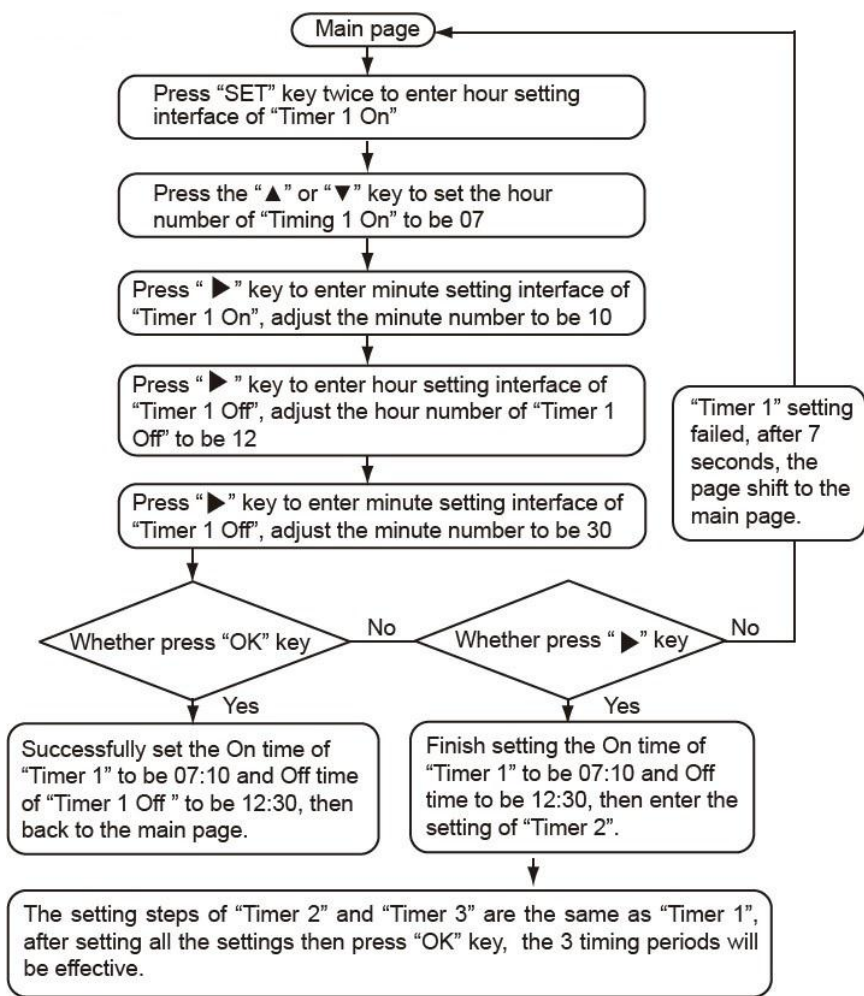 Main page
Press “SET” key twice to enter hour setting
interface of “Timer 1 On”
Press the “▲” or “▼” key to set the hour
number of “Timing 1 On” to be 07
Press “ ▶ ” key to enter minute setting interface of
“Timer 1 On”, adjust the minute number to be 10
Press “ ▶ ” key to enter hour setting interface of
“Timer 1 Off”, adjust the hour number of “Timer 1
Off” to be 12
Press “▶” key to enter minute setting interface of
“Timer 1 Off”, adjust the minute number to be 30
“Timer 1” setting
failed, after 7
seconds, the
page shift to the
main page.
Whether press “OK” key
No
Whether press “ ▶” key
No
Yes
Yes
Successfully set the On time of
“Timer 1” to be 07:10 and Off time
of “Timer 1 Off ” to be 12:30, then
back to the main page.
Finish setting the On time of
“Timer 1” to be 07:10 and Off
time to be 12:30, then enter the
setting of “Timer 2”.
The setting steps of “Timer 2” and “Timer 3” are the same as “Timer 1”,
after setting all the settings then press “OK” key, the 3 timing periods will
be effective.